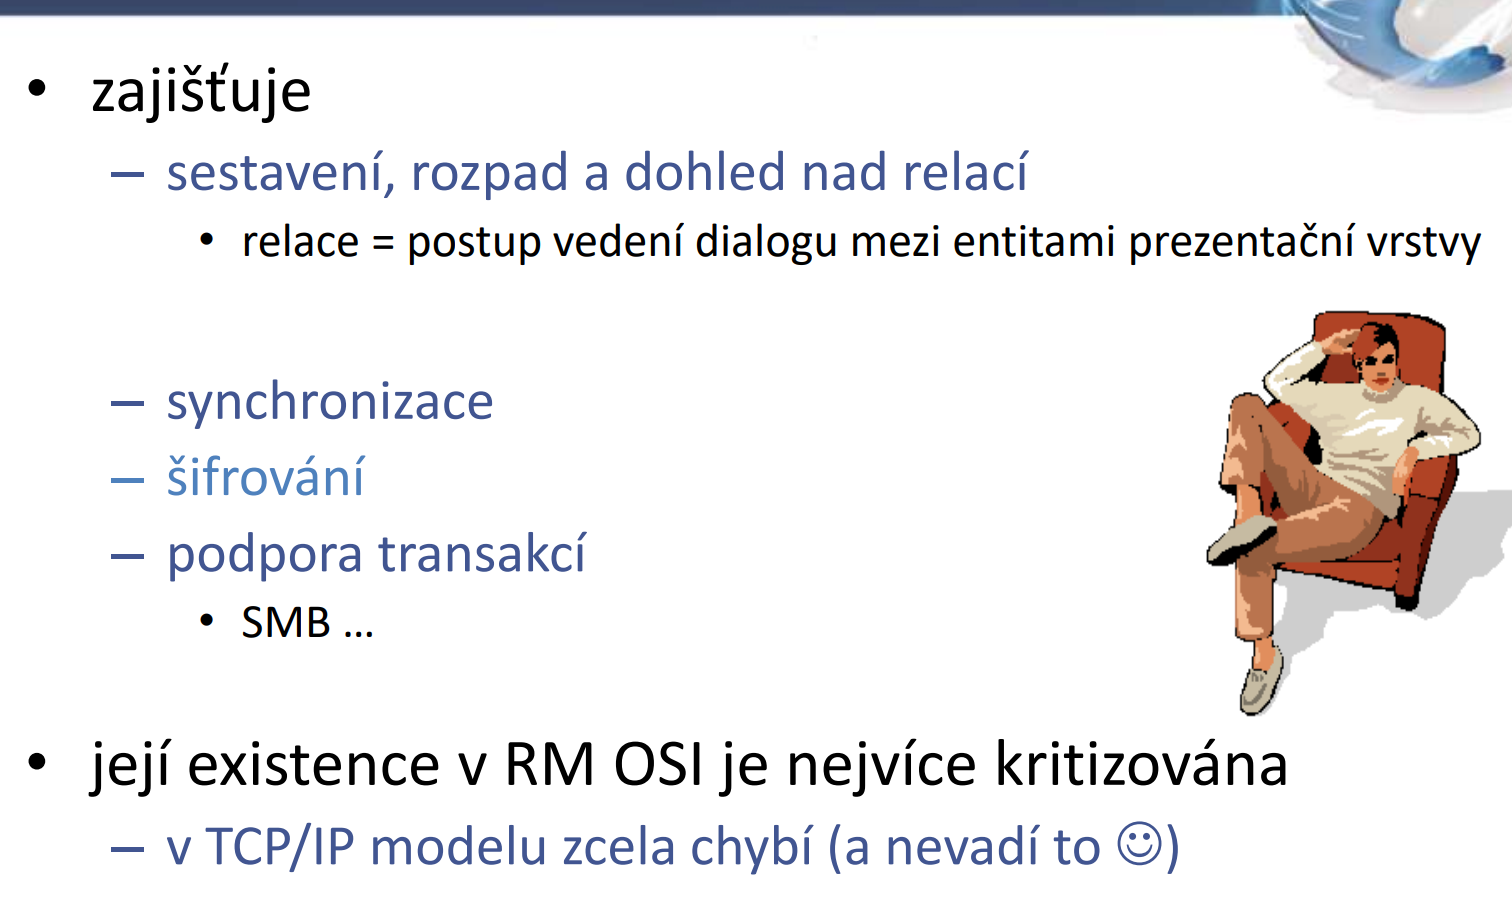 • zajišťuje
– sestavení, rozpad a dohled nad relací
• relace = postup vedení dialogu mezi entitami prezentační vrstvy
– synchronizace
– šifrování
– podpora transakcí
• SMB ...
• její existence v RM OSI je nejvíce kritizována
– v TCP/IP modelu zcela chybí (a nevadí to ☺)